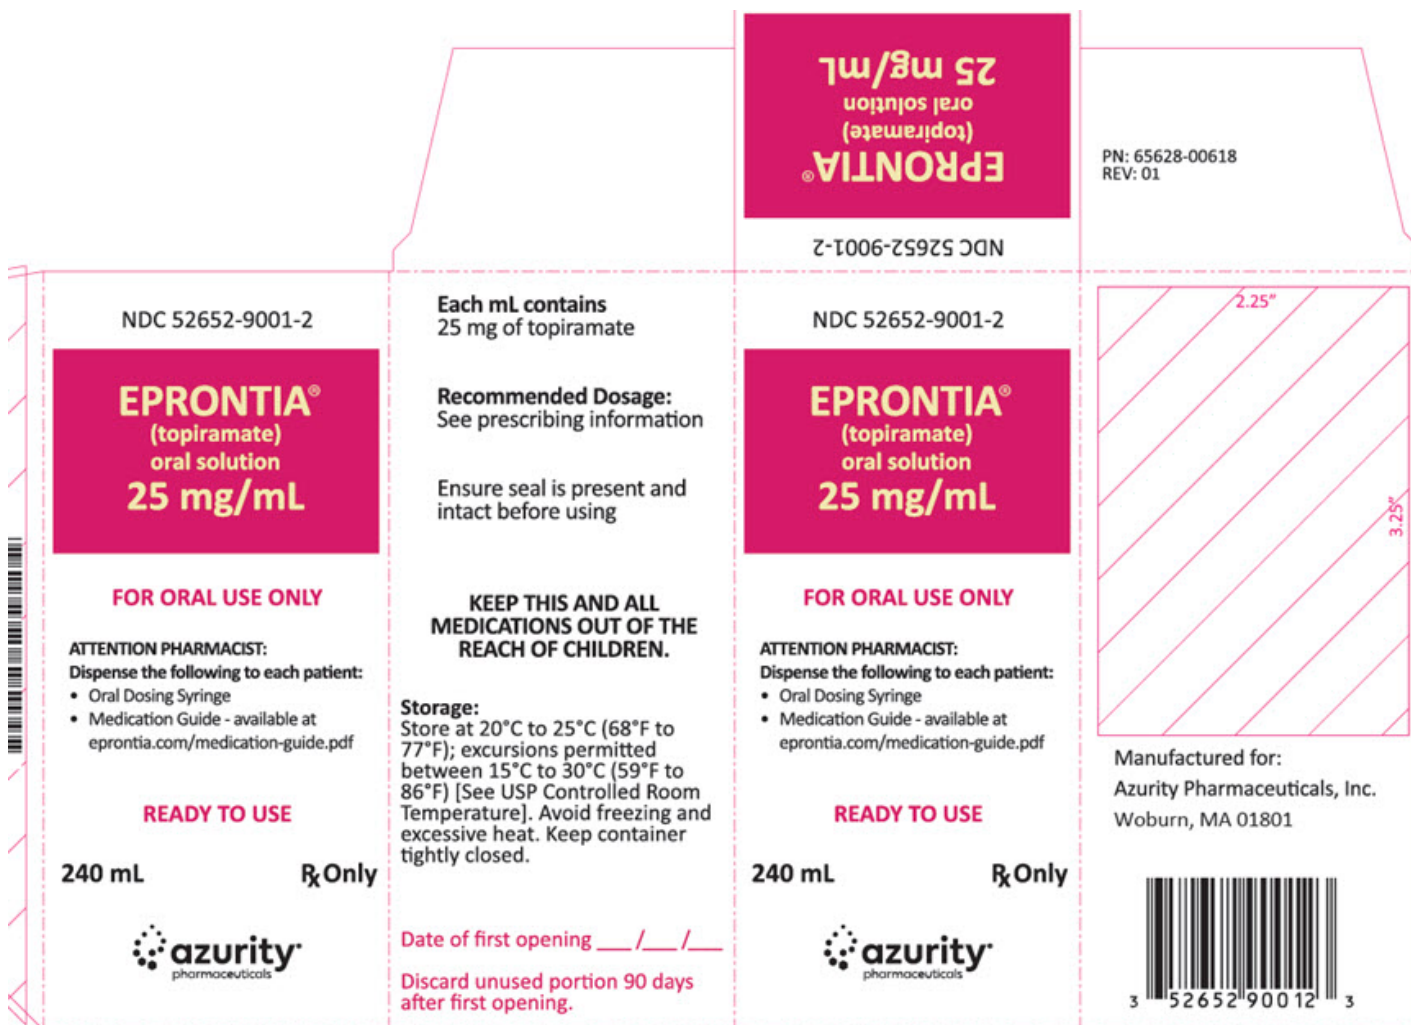 EPRONTIA®
(topiramate)
oral solution
25 mg/mL
NDC 52652-9001-2
PN: 65628-00618
REV: 01
NDC 52652-9001-2
EPRONTIA®
(topiramate)
oral solution
25 mg/mL
FOR ORAL USE ONLY
ATTENTION PHARMACIST:
Dispense the following to each patient:
• Oral Dosing Syringe
• Medication Guide - available at
eprontia.com/medication-guide.pdf
READY TO USE
240 mL
Rx Only
azurity
pharmaceuticals
Each mL contains
25 mg of topiramate
Recommended Dosage:
See prescribing information
Ensure seal is present and
intact before using
KEEP THIS AND ALL
MEDICATIONS OUT OF THE
REACH OF CHILDREN.
Storage:
Store at 20°C to 25°C (68°F to
77°F); excursions permitted
between 15°C to 30°C (59°F to
86°F) [See USP Controlled Room
Temperature]. Avoid freezing and
excessive heat. Keep container
tightly closed.
Date of first opening ___ /___ /___
Discard unused portion 90 days
after first opening.
NDC 52652-9001-2
EPRONTIA®
(topiramate)
oral solution
25 mg/mL
FOR ORAL USE ONLY
ATTENTION PHARMACIST:
Dispense the following to each patient:
• Oral Dosing Syringe
• Medication Guide - available at
eprontia.com/medication-guide.pdf
READY TO USE
240 mL
Rx Only
azurity
pharmaceuticals
2.25"
3.25"
Manufactured for:
Azurity Pharmaceuticals, Inc.
Woburn, MA 01801
3 52652 90012 3